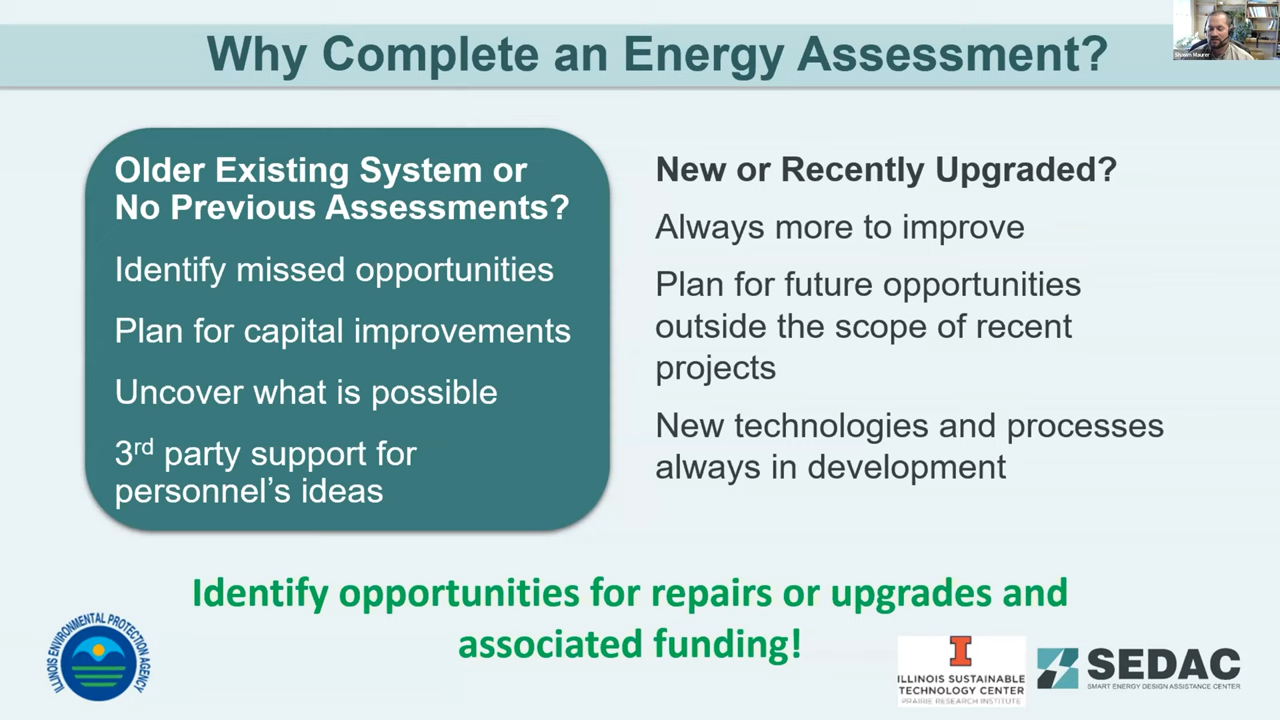 Why Complete an Energy Assessment?
Shawn Maurer
Older Existing System or
No Previous Assessments?
Identify missed opportunities
Plan for capital improvements
Uncover what is possible
3rd party support for
personnel’s ideas
New or Recently Upgraded?
Always more to improve
Plan for future opportunities
outside the scope of recent
projects
New technologies and processes
always in development
Identify opportunities for repairs or upgrades and
associated funding!
ILLINOIS ENVIRONMENTAL PROTECTION AGENCY
I
ILLINOIS SUSTAINABLE
TECHNOLOGY CENTER
PRAIRIE RESEARCH INSTITUTE
SEDAC
SMART ENERGY DESIGN ASSISTANCE CENTER